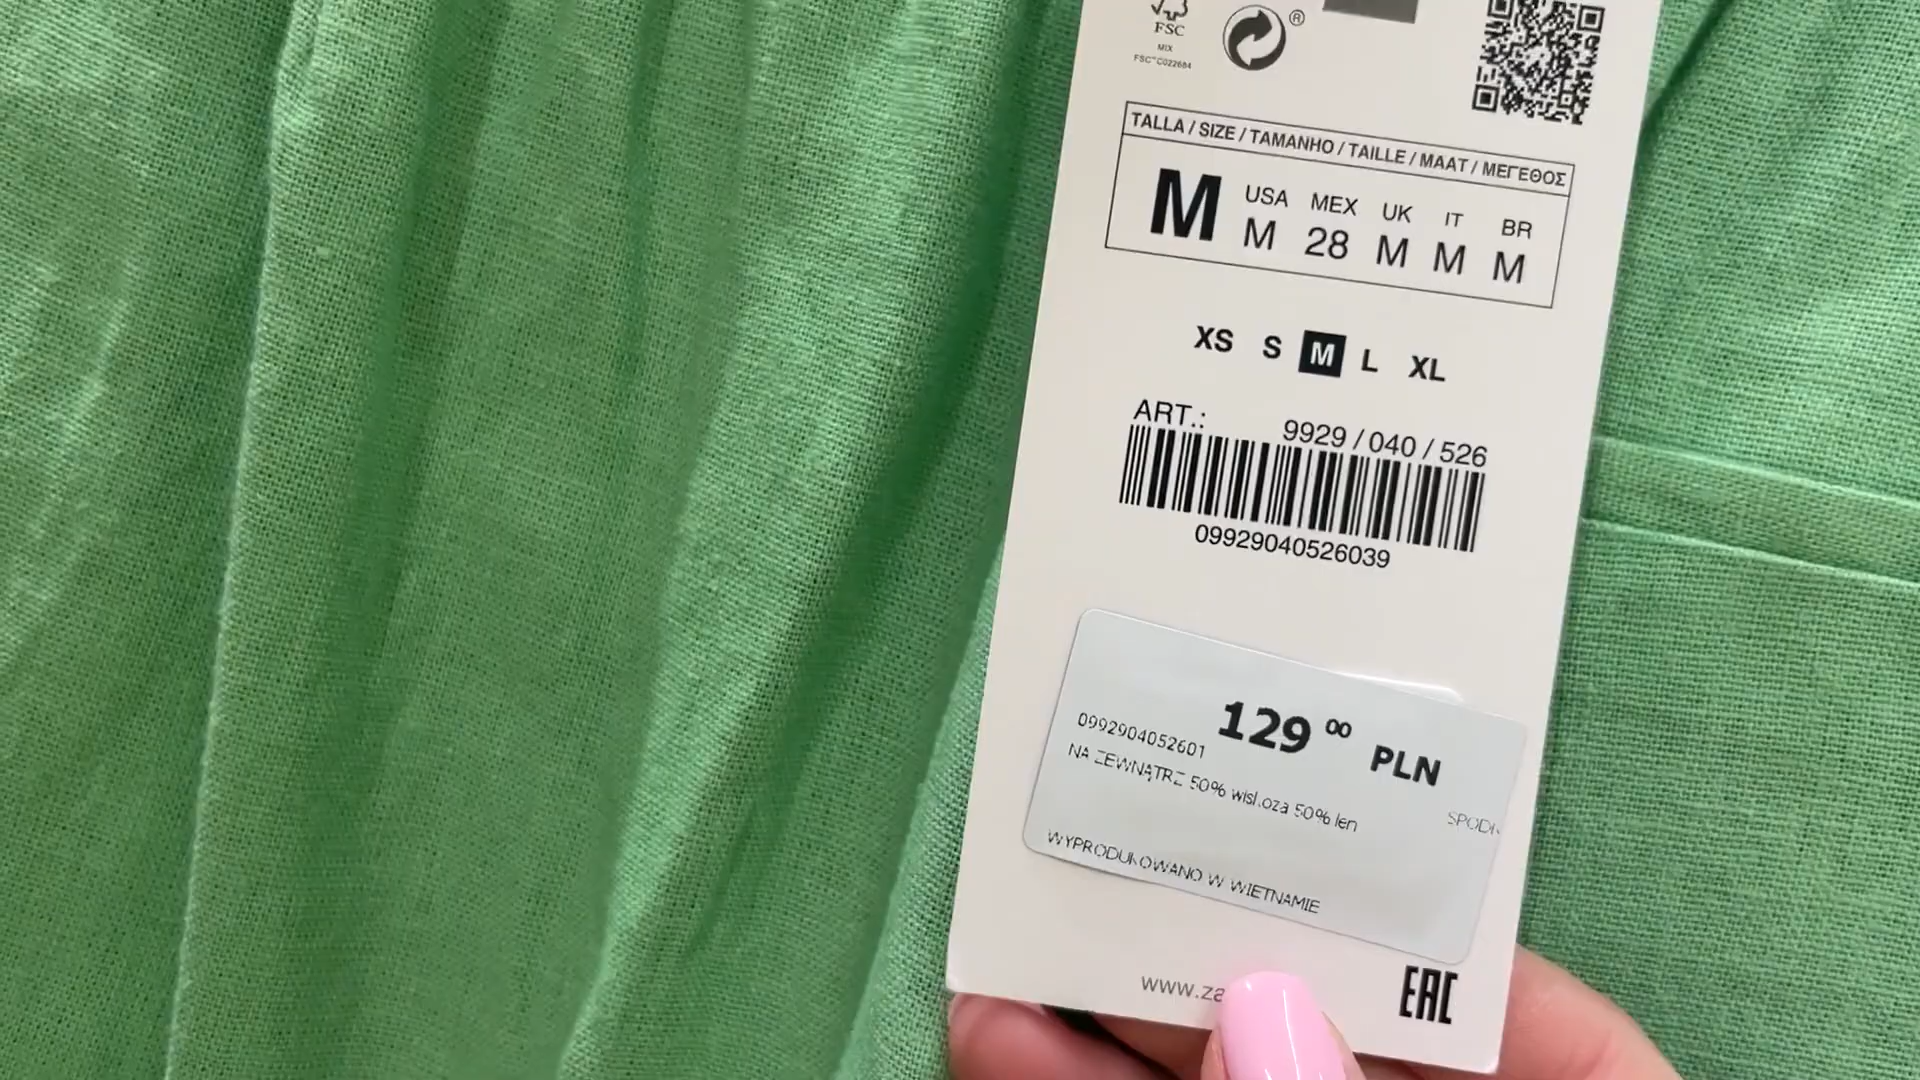 FSC
MIX
FSC™C022684
®
TALLA / SIZE / TAMANHO / TAILLE / MAAT / ΜΕΓΕΘΟΣ
M USA MEX UK IT BR
M 28 M M M
XS S M L XL
ART.: 9929 / 040 / 526
09929040526039
129 00 PLN
0992904052601
NA ZEWNĄTRZ 50% wiskoza 50% len
SPODN
WYPRODUKOWANO W WIETNAMIE
www.za
EAC